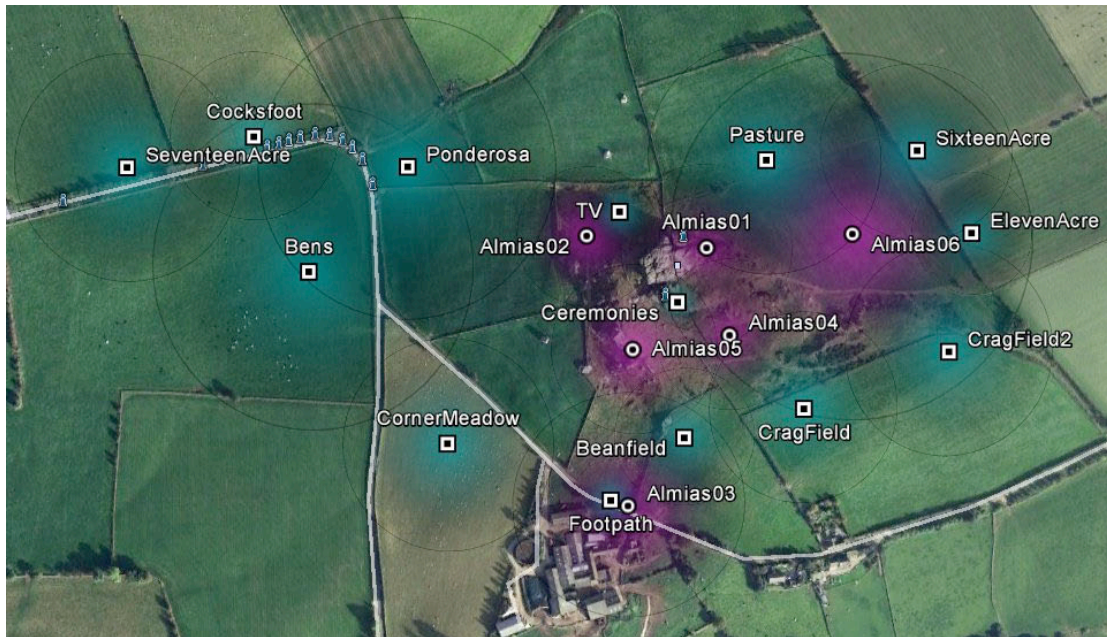 Cocksfoot
SeventeenAcre
Ponderosa
Pasture
SixteenAcre
TV
Almias01
ElevenAcre
Almias02
Almias06
Bens
Ceremonies
Almias04
Almias05
CragField2
CornerMeadow
CragField
Beanfield
Almias03
Footpath